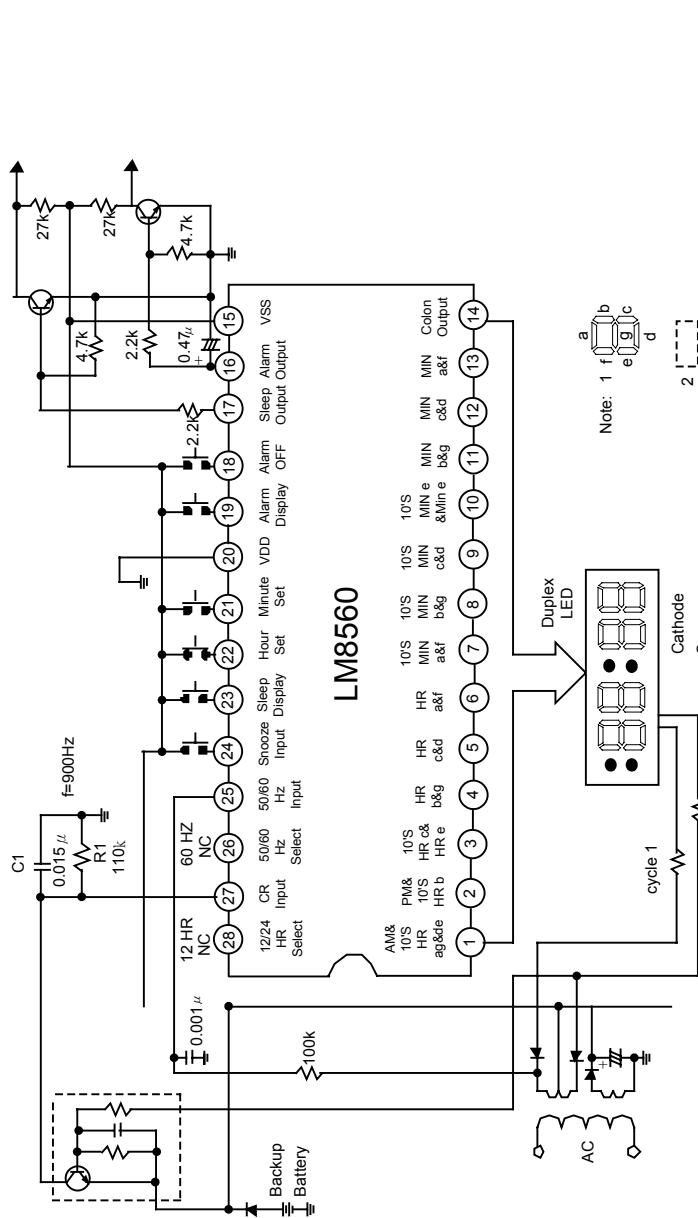 27k
27k
4.7k
4.7k
2.2k
0.47μ
+
2.2k
f=900Hz
C1
0.015μ
R1
110k
12 HR
NC
60 HZ
NC
28
27
26
25
24
23
22
21
20
19
18
17
16
15
12/24
HR
Select
CR
Input
50/60
Hz
Select
50/60
Hz
Input
Snooze
Input
Sleep
Display
Hour
Set
Minute
Set
VDD
Alarm
Display
Alarm
OFF
Sleep
Output
Alarm
Output
VSS
LM8560
AM&
10'S
HR
ag&de
PM&
10'S
HR b
10'S
HR c&
HR e
HR
b&g
HR
c&d
HR
a&f
10'S
MIN
a&f
10'S
MIN
b&g
10'S
MIN
c&d
10'S
MIN e
&Min e
MIN
b&g
MIN
c&d
MIN
a&f
Colon
Output
1
2
3
4
5
6
7
8
9
10
11
12
13
14
0.001μ
100k
Backup
Battery
AC
+
cycle 1
Duplex
LED
Cathode
Note: 1
a
b
c
d
e
f
g
2